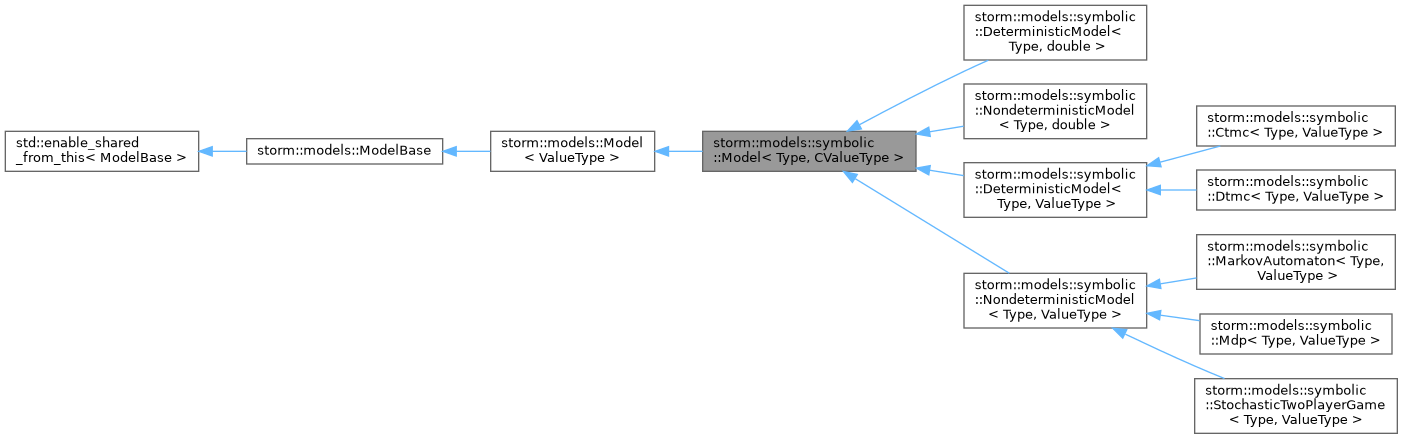 std::enable_shared
_from_this< ModelBase >
storm::models::ModelBase
storm::models::Model
< ValueType >
storm::models::symbolic
::Model< Type, CValueType >
storm::models::symbolic
::DeterministicModel<
Type, double >
storm::models::symbolic
::NondeterministicModel
< Type, double >
storm::models::symbolic
::DeterministicModel<
Type, ValueType >
storm::models::symbolic
::NondeterministicModel
< Type, ValueType >
storm::models::symbolic
::Ctmc< Type, ValueType >
storm::models::symbolic
::Dtmc< Type, ValueType >
storm::models::symbolic
::MarkovAutomaton< Type,
ValueType >
storm::models::symbolic
::Mdp< Type, ValueType >
storm::models::symbolic
::StochasticTwoPlayerGame
< Type, ValueType >